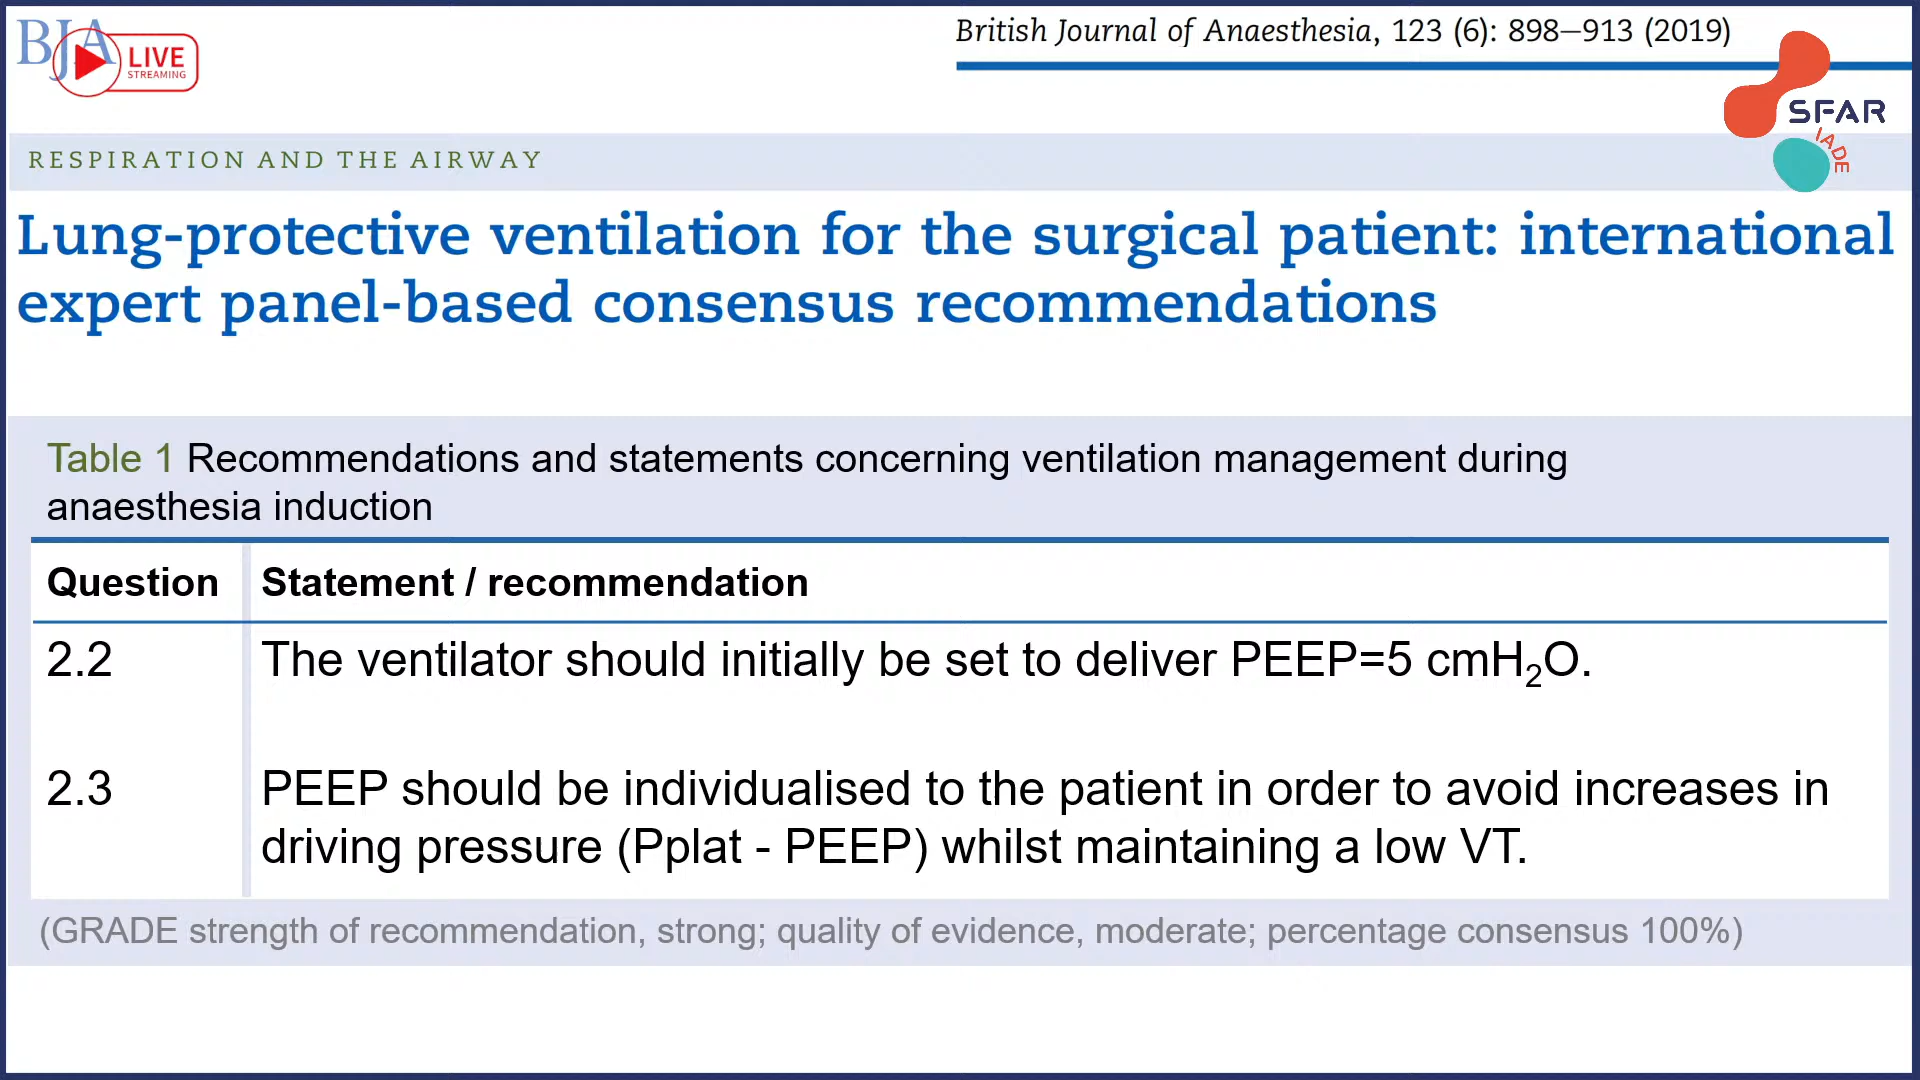 BJA
LIVE
STREAMING
British Journal of Anaesthesia, 123 (6): 898–913 (2019)
SFAR
JADE
RESPIRATION AND THE AIRWAY
Lung-protective ventilation for the surgical patient: international
expert panel-based consensus recommendations
Table 1 Recommendations and statements concerning ventilation management during
anaesthesia induction
Question Statement / recommendation
2.2 The ventilator should initially be set to deliver PEEP=5 cmH₂O.
2.3 PEEP should be individualised to the patient in order to avoid increases in
driving pressure (Pplat - PEEP) whilst maintaining a low VT.
(GRADE strength of recommendation, strong; quality of evidence, moderate; percentage consensus 100%)